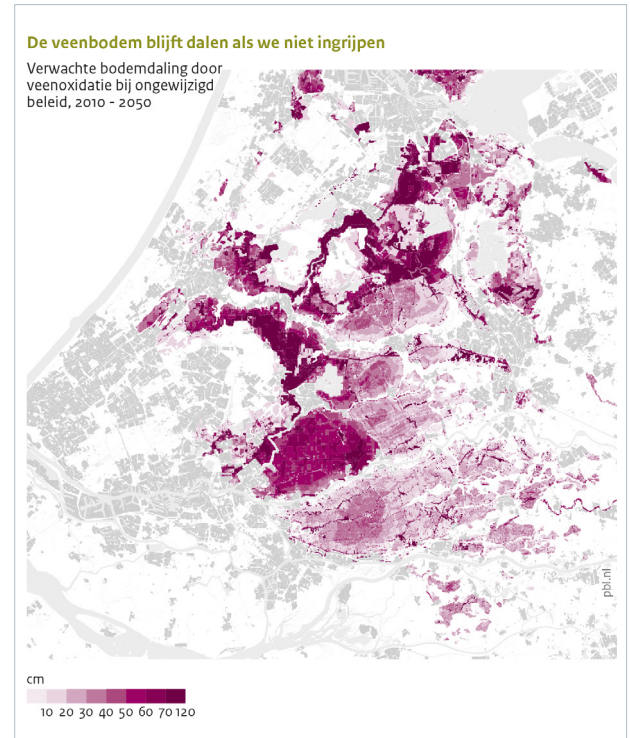 De veenbodem blijft dalen als we niet ingrijpen
Verwachte bodemdaling door
veenoxidatie bij ongewijzigd
beleid, 2010 - 2050
pbl.nl
cm
10 20 30 40 50 60 70 120